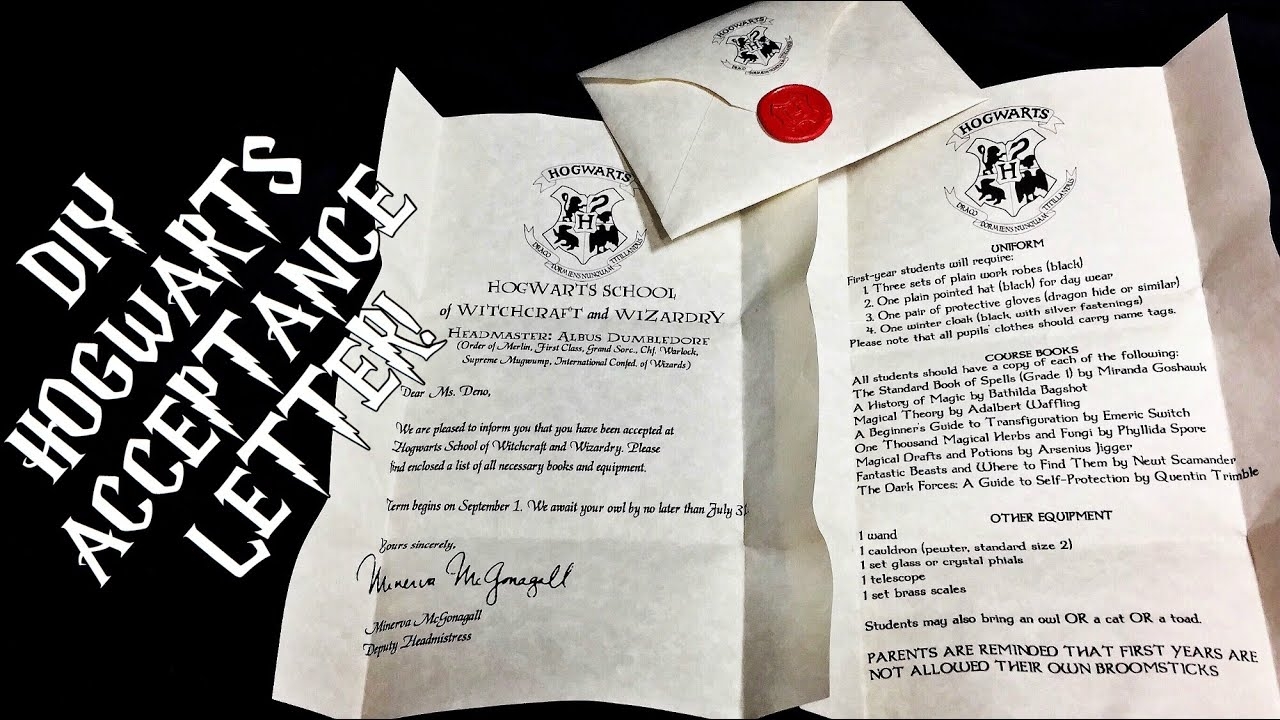 DIY
HOGWARTS
ACCEPTANCE
LETTER!
HOGWARTS
H
DRACO DORMIENS NUNQUAM TITILLANDUS
HOGWARTS SCHOOL
of WITCHCRAFT and WIZARDRY
HEADMASTER: ALBUS DUMBLEDORE
(Order of Merlin, First Class, Grand Sorc., Chf. Warlock,
Supreme Mugwump, International Confed. of Wizards)
Dear Ms. Deno,
We are pleased to inform you that you have been accepted at
Hogwarts School of Witchcraft and Wizardry. Please
find enclosed a list of all necessary books and equipment.
Term begins on September 1. We await your owl by no later than July 31
Yours sincerely,
Minerva McGonagall
Minerva McGonagall
Deputy Headmistress
HOGWARTS
HOGWARTS
H
DRACO DORMIENS NUNQUAM TITILLANDUS
UNIFORM
First-year students will require:
1. Three sets of plain work robes (black)
2. One plain pointed hat (black) for day wear
3. One pair of protective gloves (dragon hide or similar)
4. One winter cloak (black, with silver fastenings)
Please note that all pupils' clothes should carry name tags.
COURSE BOOKS
All students should have a copy of each of the following:
The Standard Book of Spells (Grade 1) by Miranda Goshawk
A History of Magic by Bathilda Bagshot
Magical Theory by Adalbert Waffling
A Beginner's Guide to Transfiguration by Emeric Switch
One Thousand Magical Herbs and Fungi by Phyllida Spore
Magical Drafts and Potions by Arsenius Jigger
Fantastic Beasts and Where to Find Them by Newt Scamander
The Dark Forces: A Guide to Self-Protection by Quentin Trimble
OTHER EQUIPMENT
1 wand
1 cauldron (pewter, standard size 2)
1 set glass or crystal phials
1 telescope
1 set brass scales
Students may also bring an owl OR a cat OR a toad.
PARENTS ARE REMINDED THAT FIRST YEARS ARE
NOT ALLOWED THEIR OWN BROOMSTICKS